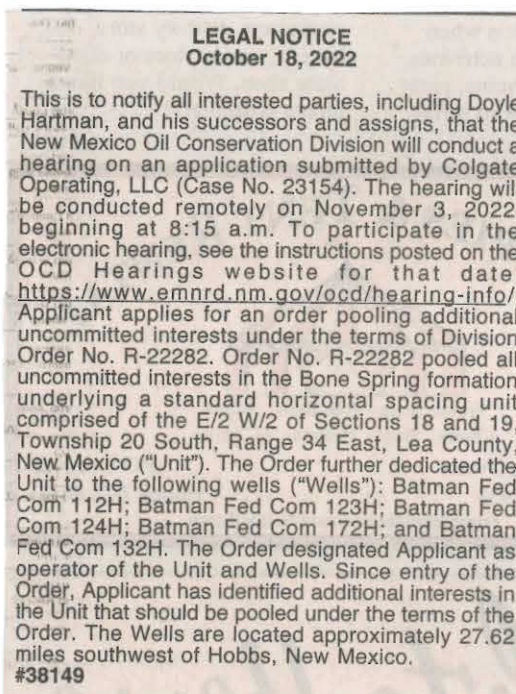 LEGAL NOTICE
October 18, 2022
This is to notify all interested parties, including Doyle
Hartman, and his successors and assigns, that the
New Mexico Oil Conservation Division will conduct a
hearing on an application submitted by Colgate
Operating, LLC (Case No. 23154). The hearing will
be conducted remotely on November 3, 2022
beginning at 8:15 a.m. To participate in the
electronic hearing, see the instructions posted on the
OCD Hearings website for that date
https://www.emnrd.nm.gov/ocd/hearing-info/
Applicant applies for an order pooling additional
uncommitted interests under the terms of Division
Order No. R-22282. Order No. R-22282 pooled all
uncommitted interests in the Bone Spring formation
underlying a standard horizontal spacing unit
comprised of the E/2 W/2 of Sections 18 and 19,
Township 20 South, Range 34 East, Lea County,
New Mexico ("Unit"). The Order further dedicated the
Unit to the following wells ("Wells"): Batman Fed
Com 112H; Batman Fed Com 123H; Batman Fed
Com 124H; Batman Fed Com 172H; and Batman
Fed Com 132H. The Order designated Applicant as
operator of the Unit and Wells. Since entry of the
Order, Applicant has identified additional interests in
the Unit that should be pooled under the terms of the
Order. The Wells are located approximately 27.62
miles southwest of Hobbs, New Mexico.
#38149